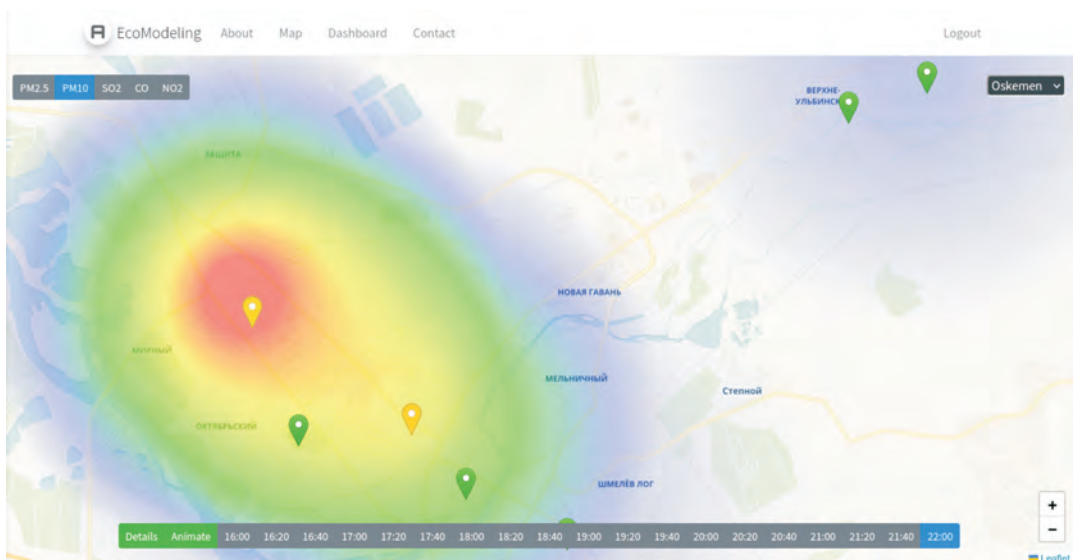 EcoModeling About Map Dashboard Contact Logout
PM2.5 PM10 SO2 CO NO2
Oskemen
ВЕРХНЕ-
УЛЬБИНСК
ЗАЩИТА
НОВАЯ ГАВАНЬ
МИРНЫЙ
МЕЛЬНИЧНЫЙ
Степной
ОКТЯБРЬСКИЙ
ШМЕЛЁВ ЛОГ
+
−
Details Animate 16:00 16:20 16:40 17:00 17:20 17:40 18:00 18:20 18:40 19:00 19:20 19:40 20:00 20:20 20:40 21:00 21:20 21:40 22:00
Leaflet